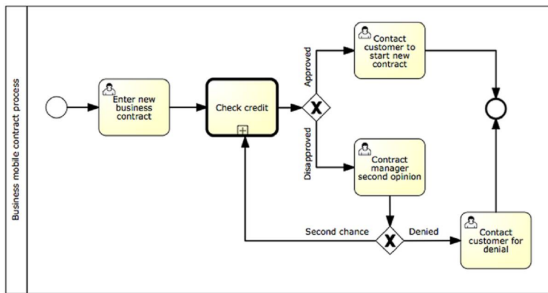 Business mobile contract process
Enter new
business
contract
Check credit
Approved
Disapproved
Contact
customer to
start new
contract
Contract
manager
second opinion
Second chance
Denied
Contact
customer for
denial